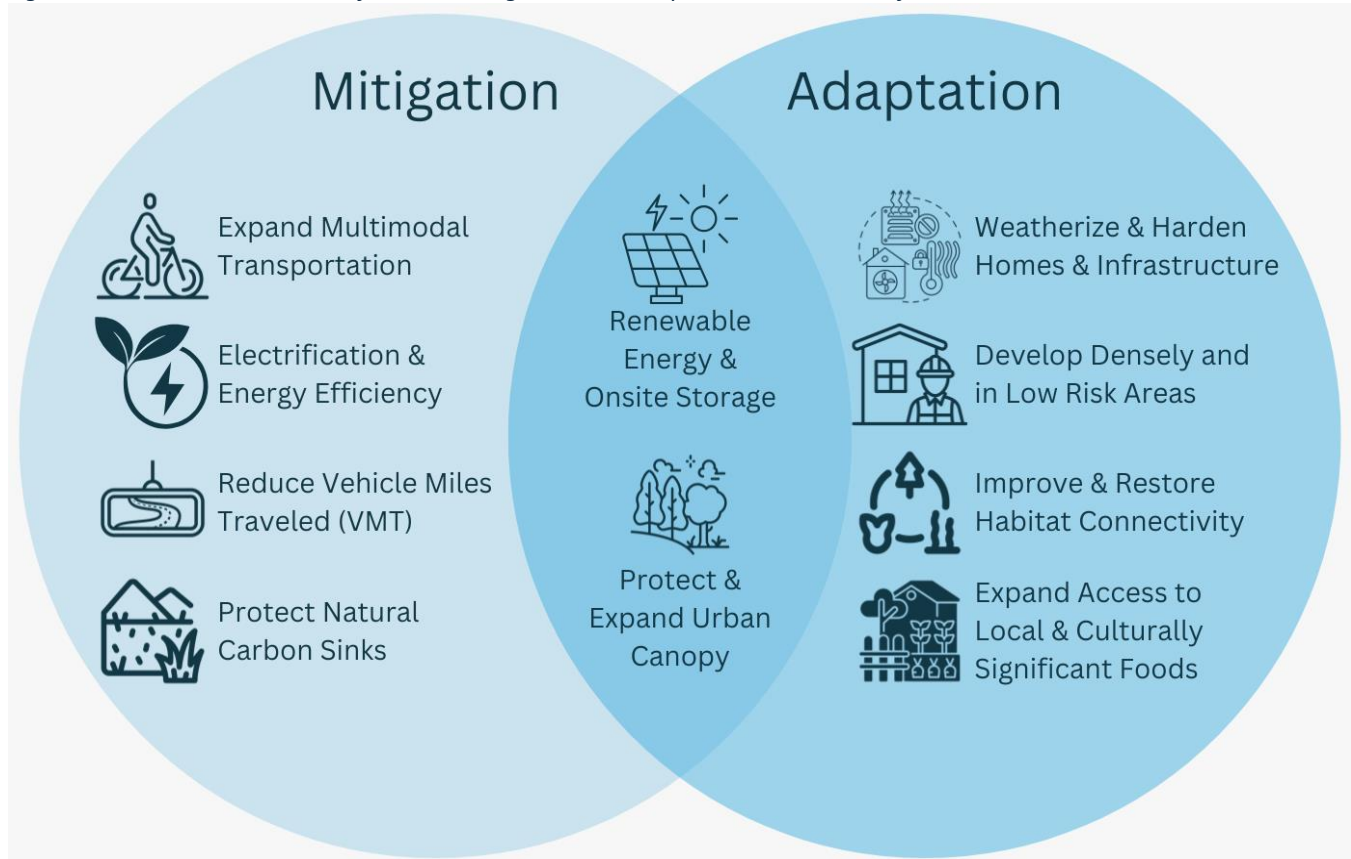 Mitigation
Adaptation
Expand Multimodal
Transportation
Electrification &
Energy Efficiency
Reduce Vehicle Miles
Traveled (VMT)
Protect Natural
Carbon Sinks
Renewable
Energy &
Onsite Storage
Protect &
Expand Urban
Canopy
Weatherize & Harden
Homes & Infrastructure
Develop Densely and
in Low Risk Areas
Improve & Restore
Habitat Connectivity
Expand Access to
Local & Culturally
Significant Foods